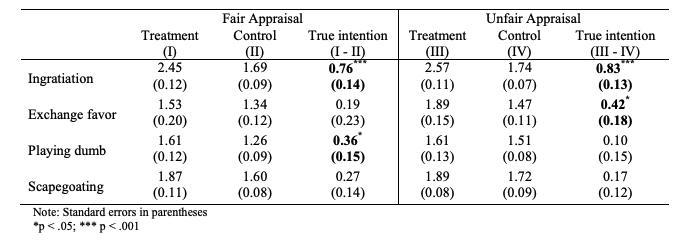 Fair Appraisal Unfair Appraisal
Treatment Control True intention Treatment Control True intention
(I) (II) (I - II) (III) (IV) (III - IV)
Ingratiation 2.45 1.69 0.76*** 2.57 1.74 0.83***
(0.12) (0.09) (0.14) (0.11) (0.07) (0.13)
Exchange favor 1.53 1.34 0.19 1.89 1.47 0.42*
(0.20) (0.12) (0.23) (0.15) (0.11) (0.18)
Playing dumb 1.61 1.26 0.36* 1.61 1.51 0.10
(0.12) (0.09) (0.15) (0.13) (0.08) (0.15)
Scapegoating 1.87 1.60 0.27 1.89 1.72 0.17
(0.11) (0.08) (0.14) (0.08) (0.09) (0.12)
Note: Standard errors in parentheses
*p < .05; *** p < .001